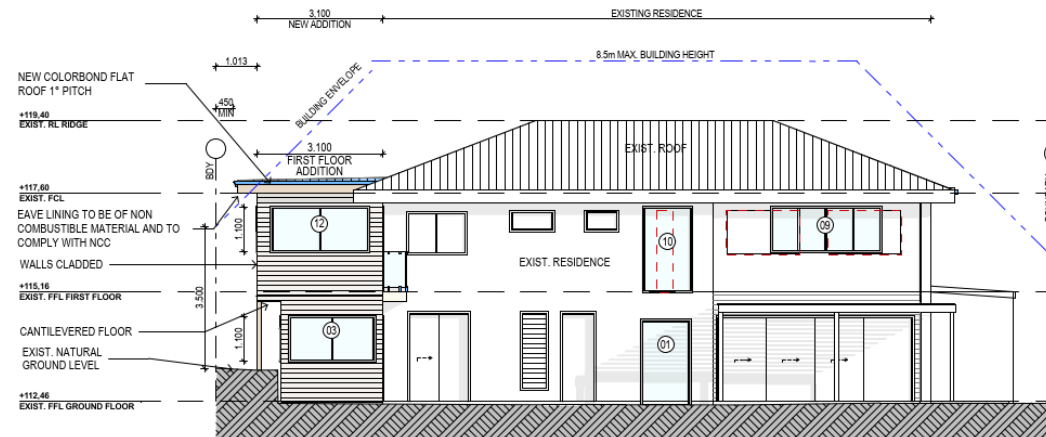 3.100
NEW ADDITION
EXISTING RESIDENCE
8.5m MAX. BUILDING HEIGHT
1.013
BUILDING ENVELOPE
NEW COLORBOND FLAT
ROOF 1° PITCH
450
MIN
+119,40
EXIST. RL RIDGE
3.100
FIRST FLOOR
ADDITION
EXIST. ROOF
BDY
+117,60
EXIST. FCL
EAVE LINING TO BE OF NON
COMBUSTIBLE MATERIAL AND TO
COMPLY WITH NCC
1.100
12
10
09
WALLS CLADDED
EXIST. RESIDENCE
+115,16
EXIST. FFL FIRST FLOOR
3.500
CANTILEVERED FLOOR
1.100
03
01
EXIST. NATURAL
GROUND LEVEL
+112,46
EXIST. FFL GROUND FLOOR